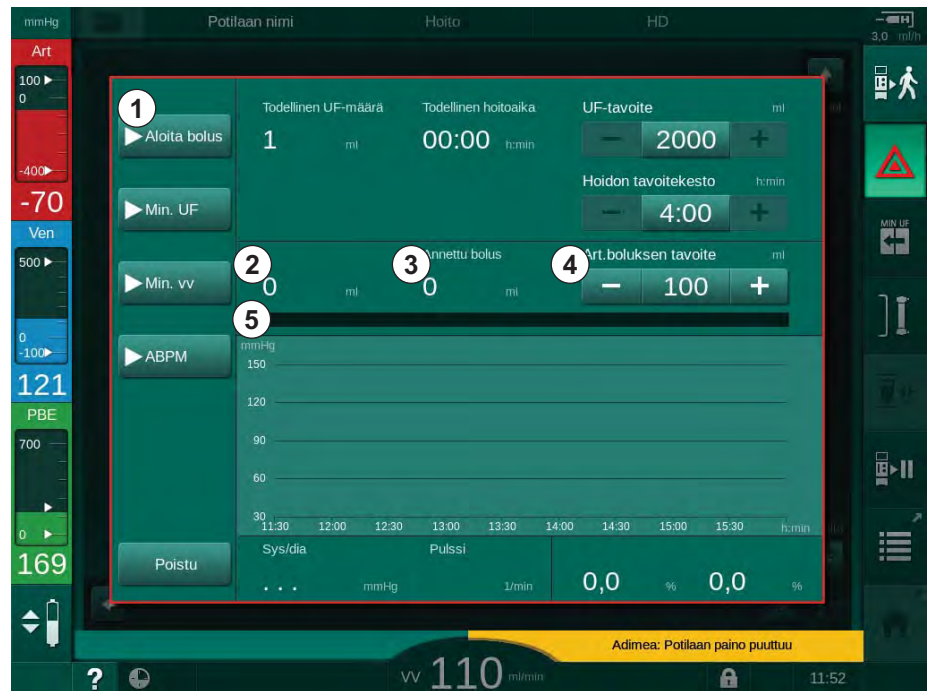 mmHg
Potilaan nimi
Hoito
HD
3,0 ml/h
Art
100
0
-400
-70
Ven
500
0
-100
121
PBE
700
0
169
1
Aloita bolus
Min. UF
Min. vv
ABPM
Poistu
Todellinen UF-määrä
1 ml
Todellinen hoitoaika
00:00 h:min
UF-tavoite ml
− 2000 +
Hoidon tavoitekesto h:min
− 4:00 +
2
0 ml
3
Annettu bolus
0 ml
4
Art.boluksen tavoite ml
− 100 +
5
mmHg
150
120
90
60
30
11:30 12:00 12:30 13:00 13:30 14:00 14:30 15:00 15:30 h:min
Sys/dia
. . . mmHg
Pulssi
1/min
0,0 % 0,0 %
MIN UF
Adimea: Potilaan paino puuttuu
?
VV 110 ml/min
11:52